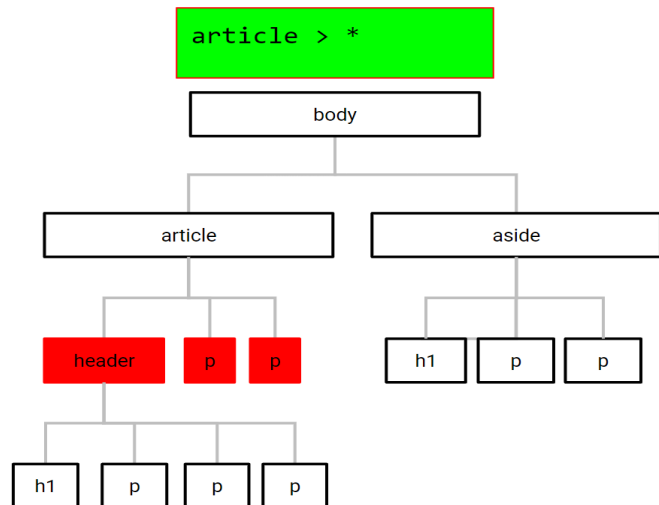 article > *
body
article
aside
header p p
h1 p p
h1 p p p